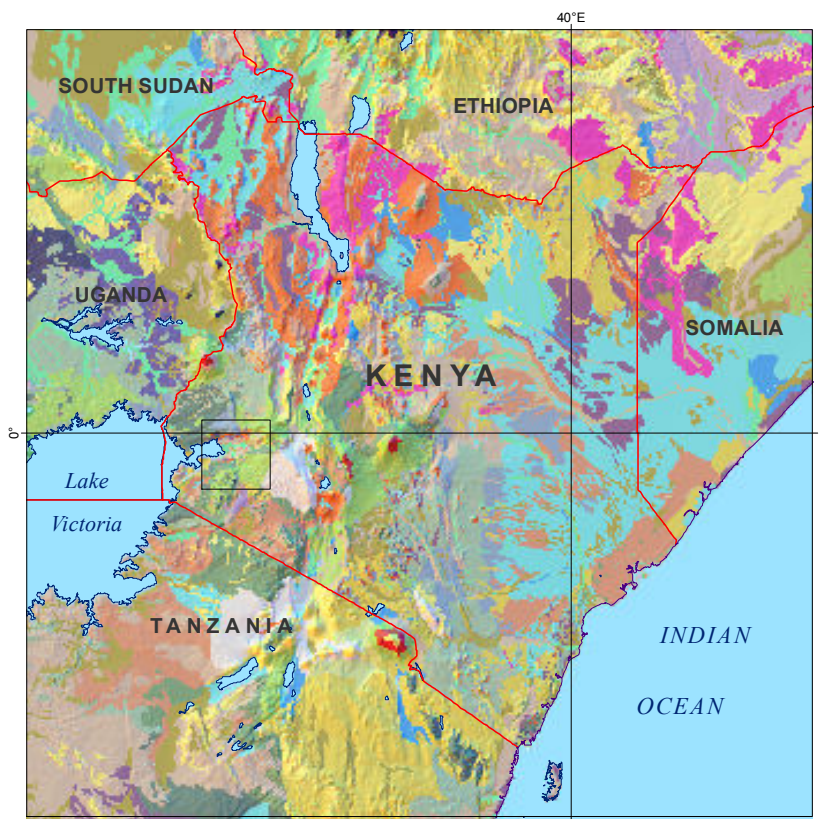 40°E
SOUTH SUDAN
ETHIOPIA
UGANDA
SOMALIA
KENYA
0°
Lake
Victoria
TANZANIA
INDIAN
OCEAN